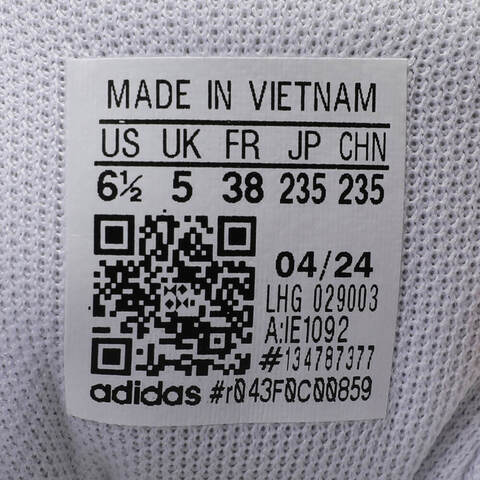 MADE IN VIETNAM
US UK FR JP CHN
6½ 5 38 235 235
04/24
LHG 029003
A:IE1092
#134787377
adidas #r043F0C00859